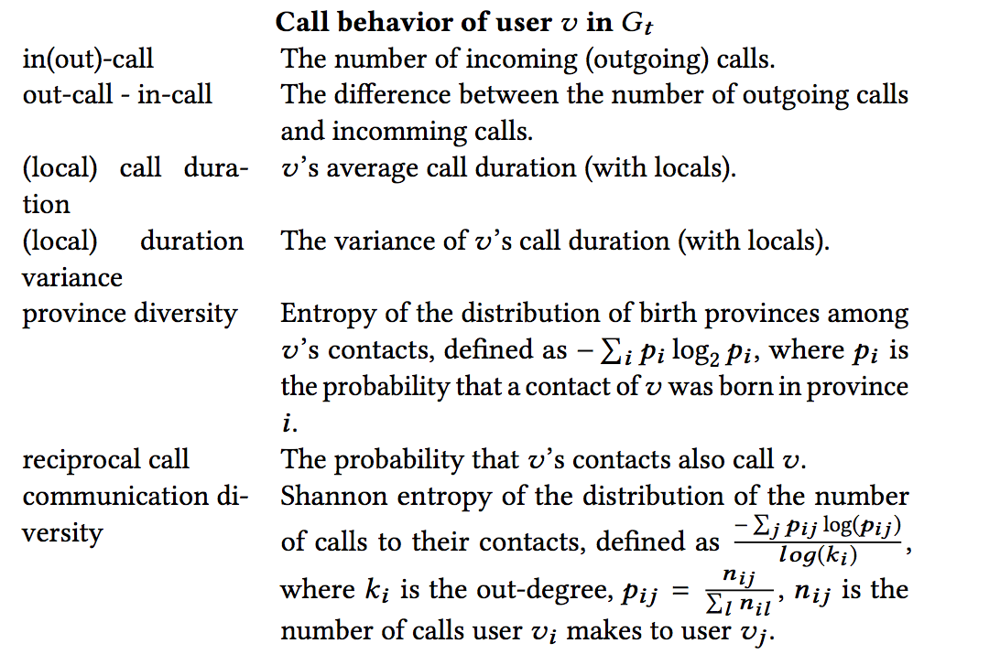 Call behavior of user v in G_t
in(out)-call The number of incoming (outgoing) calls.
out-call - in-call The difference between the number of outgoing calls
and incomming calls.
(local) call dura- v's average call duration (with locals).
tion
(local) duration The variance of v's call duration (with locals).
variance
province diversity Entropy of the distribution of birth provinces among
v's contacts, defined as − ∑_i p_i log_2 p_i, where p_i is
the probability that a contact of v was born in province
i.
reciprocal call The probability that v's contacts also call v.
communication di- Shannon entropy of the distribution of the number
versity of calls to their contacts, defined as \frac{-∑_j p_{ij} log(p_{ij})}{log(k_i)},
where k_i is the out-degree, p_{ij} = \frac{n_{ij}}{∑_l n_{il}}, n_{ij} is the
number of calls user v_i makes to user v_j.